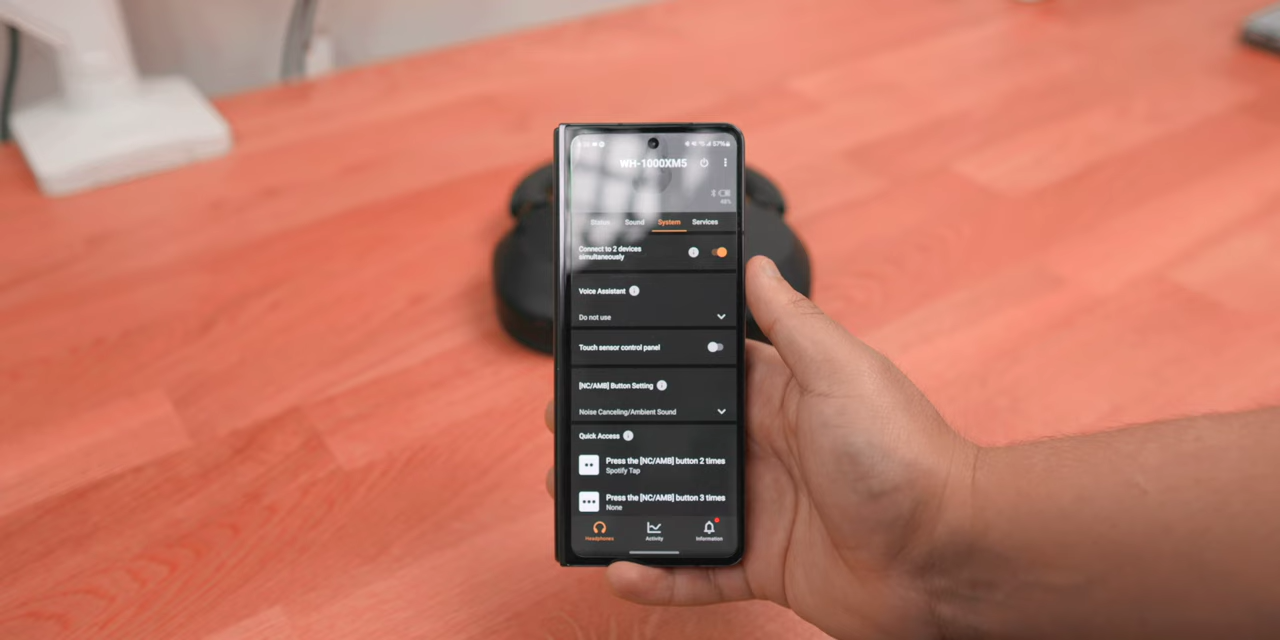 57%
WH-1000XM5
48%
Status Sound System Services
Connect to 2 devices
simultaneously
Voice Assistant
Do not use
Touch sensor control panel
[NC/AMB] Button Setting
Noise Canceling/Ambient Sound
Quick Access
Press the [NC/AMB] button 2 times
Spotify Tap
Press the [NC/AMB] button 3 times
None
Headphones Activity Information